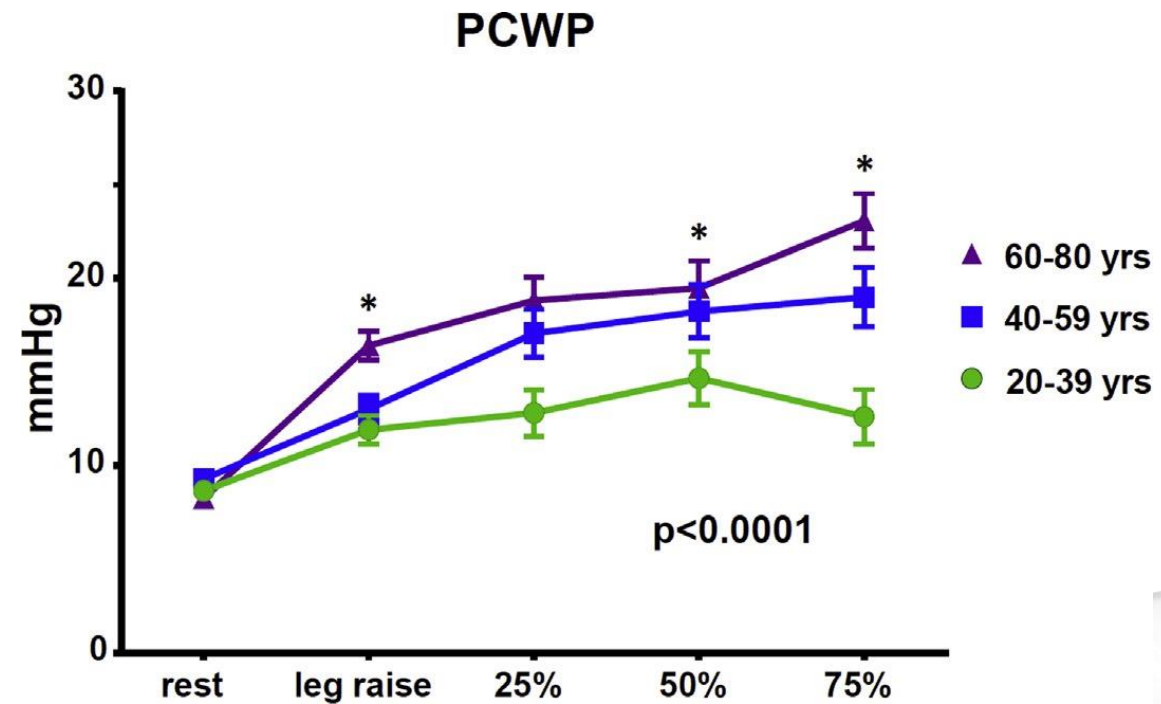 PCWP
30
20
10
0
mmHg
*
*
*
60-80 yrs
40-59 yrs
20-39 yrs
p<0.0001
rest leg raise 25% 50% 75%